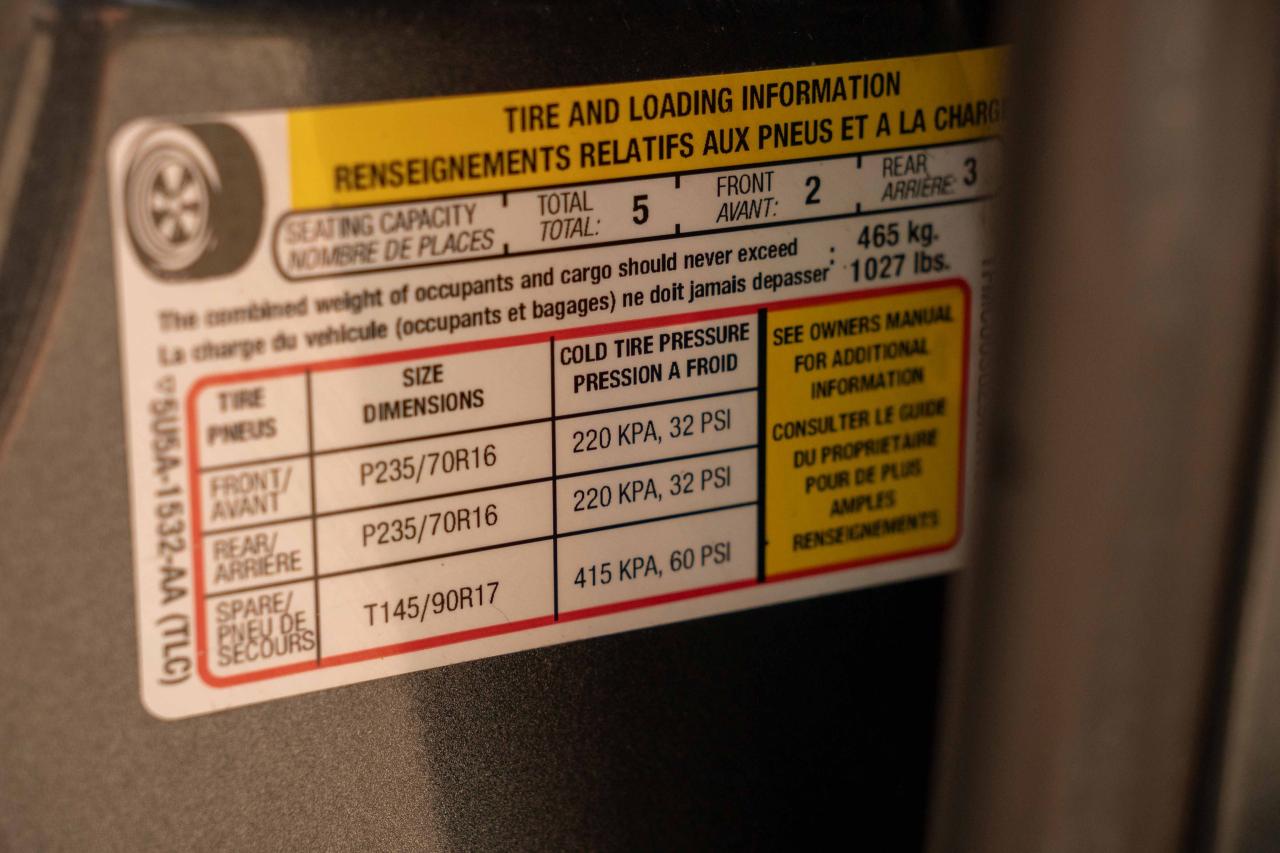 TIRE AND LOADING INFORMATION
RENSEIGNEMENTS RELATIFS AUX PNEUS ET A LA CHARG
SEATING CAPACITY
NOMBRE DE PLACES
TOTAL
TOTAL: 5
FRONT
AVANT: 2
REAR
ARRIÈRE: 3
The combined weight of occupants and cargo should never exceed : 465 kg.
La charge du vehicule (occupants et bagages) ne doit jamais depasser 1027 lbs.
TIRE
PNEUS
SIZE
DIMENSIONS
COLD TIRE PRESSURE
PRESSION A FROID
FRONT/
AVANT
P235/70R16
220 KPA, 32 PSI
REAR/
ARRIÈRE
P235/70R16
220 KPA, 32 PSI
SPARE/
PNEU DE
SECOURS
T145/90R17
415 KPA, 60 PSI
SEE OWNERS MANUAL
FOR ADDITIONAL
INFORMATION
CONSULTER LE GUIDE
DU PROPRIETAIRE
POUR DE PLUS
AMPLES
RENSEIGNEMENTS
5U5A-1532-AA (TLC)